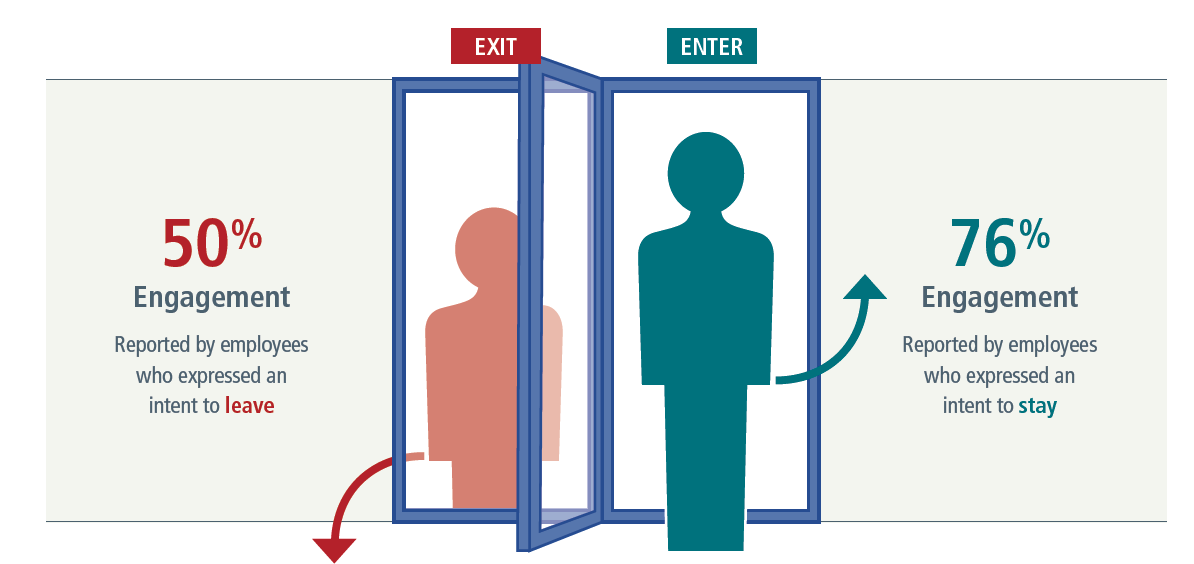 EXIT
ENTER
50%
Engagement
Reported by employees
who expressed an
intent to leave
76%
Engagement
Reported by employees
who expressed an
intent to stay